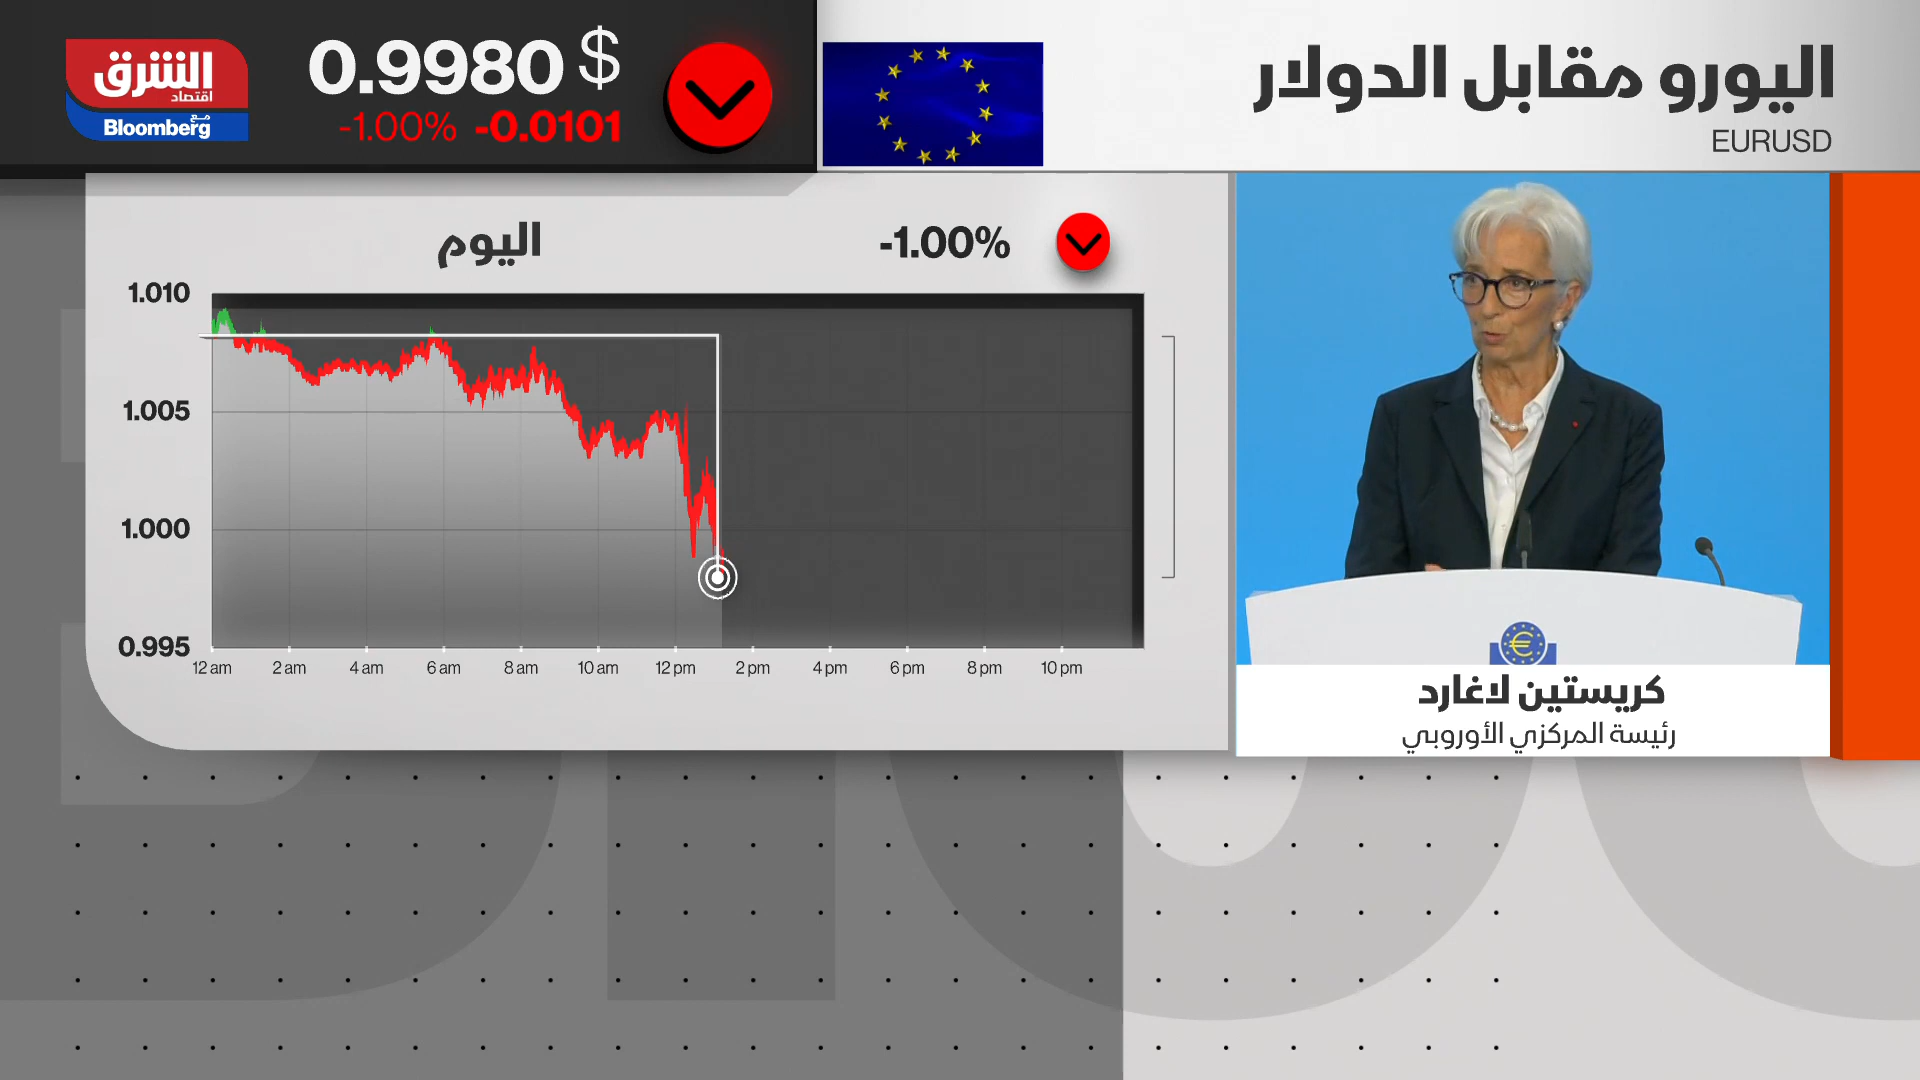 اليورو مقابل الدولار
EURUSD
0.9980 $
-1.00% -0.0101
الشرق
اقتصاد
مع
Bloomberg
اليوم
-1.00%
1.010
1.005
1.000
0.995
12 am 2 am 4 am 6 am 8 am 10 am 12 pm 2 pm 4 pm 6 pm 8 pm 10 pm
كريستين لاغارد
رئيسة المركزي الأوروبي